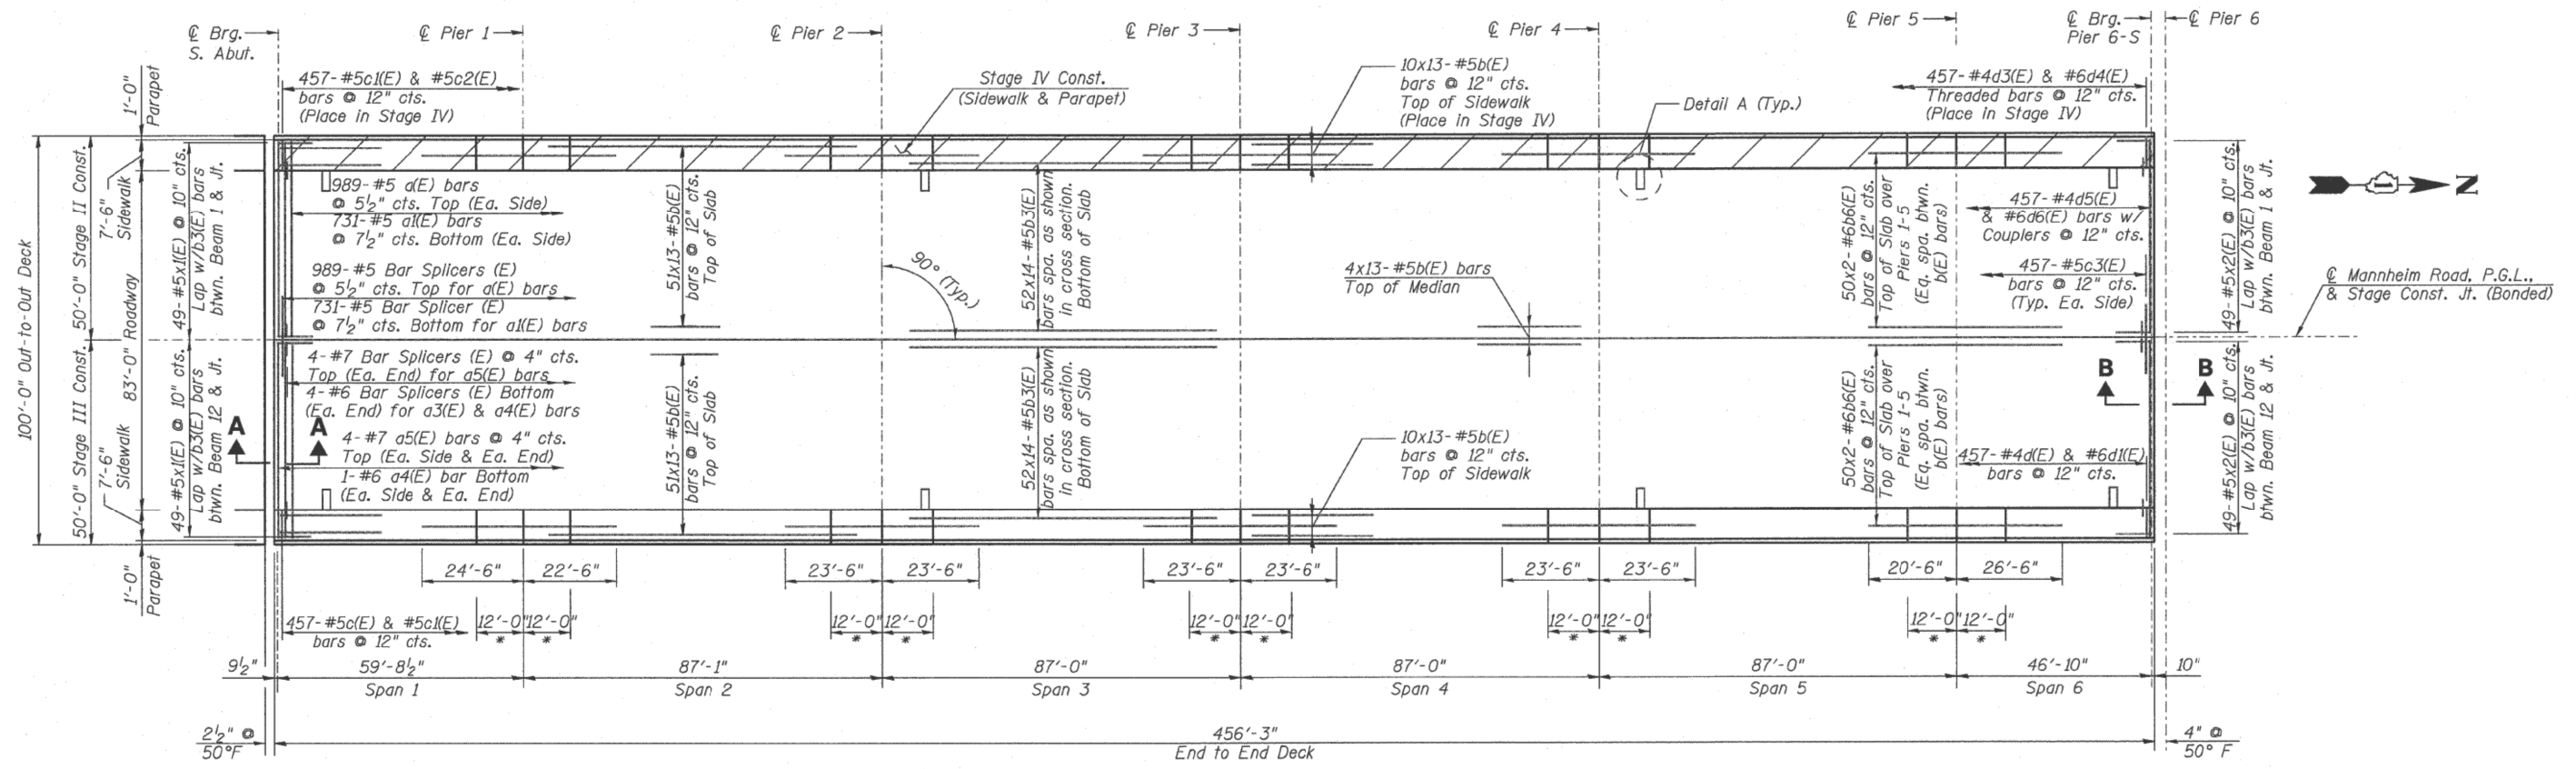 ℄ Brg.
S. Abut.
℄ Pier 1
℄ Pier 2
℄ Pier 3
℄ Pier 4
℄ Pier 5
℄ Brg.
Pier 6-S
℄ Pier 6
1'-0"
Parapet
457-#5c1(E) & #5c2(E)
bars @ 12" cts.
(Place in Stage IV)
Stage IV Const.
(Sidewalk & Parapet)
10x13-#5b(E)
bars @ 12" cts.
Top of Sidewalk
(Place in Stage IV)
Detail A (Typ.)
457-#4d3(E) & #6d4(E)
Threaded bars @ 12" cts.
(Place in Stage IV)
100'-0" Out-to-Out Deck
50'-0" Stage II Const.
50'-0" Stage III Const.
7'-6"
Sidewalk
83'-0" Roadway
7'-6"
Sidewalk
1'-0"
Parapet
49-#5x1(E) @ 10" cts.
Lap w/b3(E) bars
btwn. Beam 1 & Jt.
49-#5x1(E) @ 10" cts.
Lap w/b3(E) bars
btwn. Beam 12 & Jt.
989-#5 a(E) bars
@ 5½" cts. Top (Ea. Side)
731-#5 a1(E) bars
@ 7½" cts. Bottom (Ea. Side)
989-#5 Bar Splicers (E)
@ 5½" cts. Top for a(E) bars
731-#5 Bar Splicer (E)
@ 7½" cts. Bottom for a1(E) bars
4-#7 Bar Splicers (E) @ 4" cts.
Top (Ea. End) for a5(E) bars
4-#6 Bar Splicers (E) Bottom
(Ea. End) for a3(E) & a4(E) bars
4-#7 a5(E) bars @ 4" cts.
Top (Ea. Side & Ea. End)
1-#6 a4(E) bar Bottom
(Ea. Side & Ea. End)
A
A
51x13-#5b(E)
bars @ 12" cts.
Top of Slab
51x13-#5b(E)
bars @ 12" cts.
Top of Slab
90° (Typ.)
52x14-#5b3(E)
bars spa. as shown
in cross section.
Bottom of Slab
52x14-#5b3(E)
bars spa. as shown
in cross section.
Bottom of Slab
4x13-#5b(E) bars
Top of Median
10x13-#5b(E)
bars @ 12" cts.
Top of Sidewalk
50x2-#6b6(E)
bars @ 12" cts.
Top of Slab over
Piers 1-5
(Eq. spa. btwn.
b(E) bars)
50x2-#6b6(E)
bars @ 12" cts.
Top of Slab over
Piers 1-5
(Eq. spa. btwn.
b(E) bars)
457-#4d5(E)
& #6d6(E) bars w/
Couplers @ 12" cts.
457-#5c3(E)
bars @ 12" cts.
(Typ. Ea. Side)
457-#4d(E) & #6d1(E)
bars @ 12" cts.
B
B
49-#5x2(E) @ 10" cts.
Lap w/b3(E) bars
btwn. Beam 1 & Jt.
49-#5x2(E) @ 10" cts.
Lap w/b3(E) bars
btwn. Beam 12 & Jt.
1
N
℄ Mannheim Road, P.G.L.,
& Stage Const. Jt. (Bonded)
24'-6" 22'-6" 23'-6" 23'-6" 23'-6" 23'-6" 23'-6" 23'-6" 20'-6" 26'-6"
457-#5c(E) & #5c1(E)
bars @ 12" cts.
12'-0" 12'-0" 12'-0" 12'-0" 12'-0" 12'-0" 12'-0" 12'-0" 12'-0" 12'-0"
* * * * * * * * * *
9½" 59'-8½" 87'-1" 87'-0" 87'-0" 87'-0" 46'-10" 10"
Span 1 Span 2 Span 3 Span 4 Span 5 Span 6
2½" @
50°F
456'-3"
End to End Deck
4" @
50° F